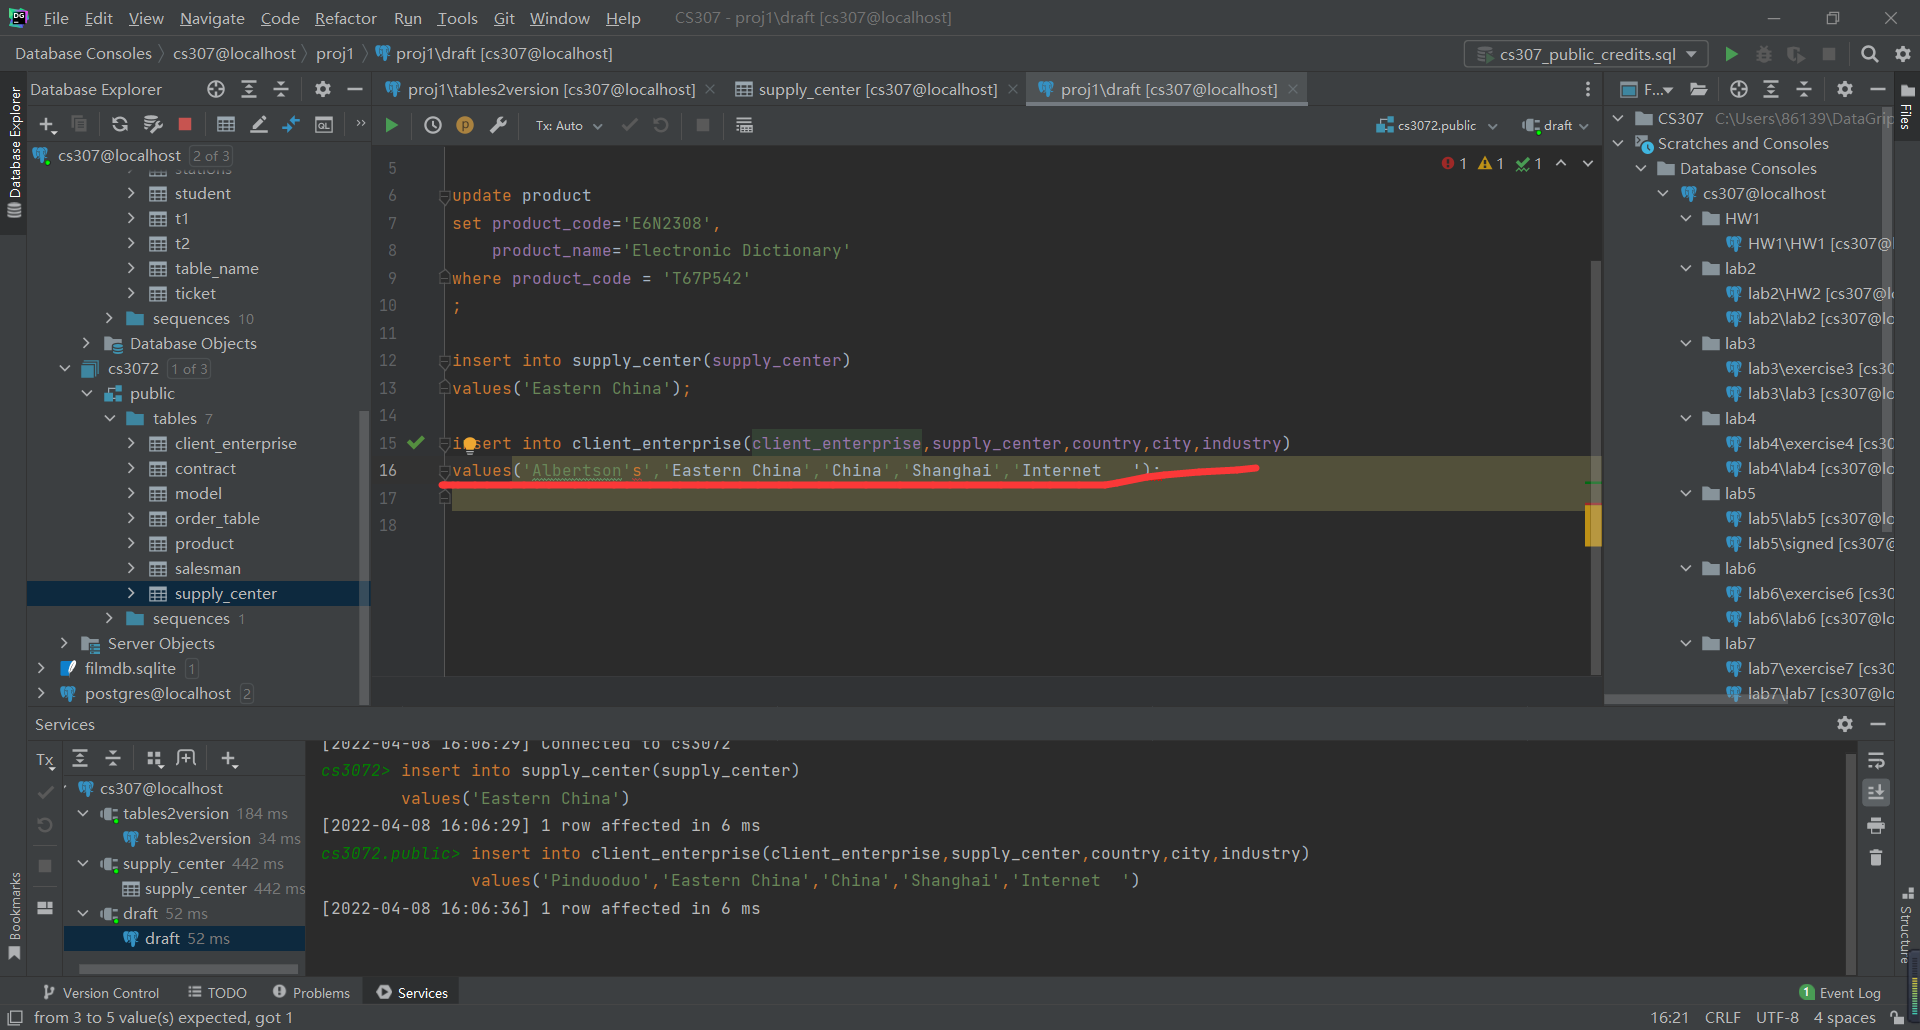 File Edit View Navigate Code Refactor Run Tools Git Window Help CS307 - proj1\draft [cs307@localhost]
Database Consoles cs307@localhost proj1 proj1\draft [cs307@localhost] cs307_public_credits.sql
Database Explorer
Database Explorer
cs307@localhost 2 of 3
stations
student
t1
t2
table_name
ticket
sequences 10
Database Objects
cs3072 1 of 3
public
tables 7
client_enterprise
contract
model
order_table
product
salesman
supply_center
sequences 1
Server Objects
filmdb.sqlite 1
postgres@localhost 2
proj1\tables2version [cs307@localhost] supply_center [cs307@localhost] proj1\draft [cs307@localhost]
Tx: Auto cs3072.public draft
1 1 1
5
6 update product
7 set product_code='E6N2308',
8 product_name='Electronic Dictionary'
9 where product_code = 'T67P542'
10 ;
11
12 insert into supply_center(supply_center)
13 values('Eastern China');
14
15 insert into client_enterprise(client_enterprise,supply_center,country,city,industry)
16 values('Albertson's','Eastern China','China','Shanghai','Internet   ');
17
18
F...
Files
CS307 C:\Users\86139\DataGrip
Scratches and Consoles
Database Consoles
cs307@localhost
HW1
HW1\HW1 [cs307@l
lab2
lab2\HW2 [cs307@l
lab2\lab2 [cs307@lo
lab3
lab3\exercise3 [cs30
lab3\lab3 [cs307@lo
lab4
lab4\exercise4 [cs30
lab4\lab4 [cs307@lo
lab5
lab5\lab5 [cs307@lo
lab5\signed [cs307@
lab6
lab6\exercise6 [cs30
lab6\lab6 [cs307@lo
lab7
lab7\exercise7 [cs30
lab7\lab7 [cs307@lo
Services
Tx
cs307@localhost
tables2version 184 ms
tables2version 34 ms
supply_center 442 ms
supply_center 442 ms
draft 52 ms
draft 52 ms
[2022-04-08 16:06:29] Connected to cs3072
cs3072> insert into supply_center(supply_center)
values('Eastern China')
[2022-04-08 16:06:29] 1 row affected in 6 ms
cs3072.public> insert into client_enterprise(client_enterprise,supply_center,country,city,industry)
values('Pinduoduo','Eastern China','China','Shanghai','Internet  ')
[2022-04-08 16:06:36] 1 row affected in 6 ms
Bookmarks
Structure
Version Control TODO Problems Services 1 Event Log
from 3 to 5 value(s) expected, got 1 16:21 CRLF UTF-8 4 spaces